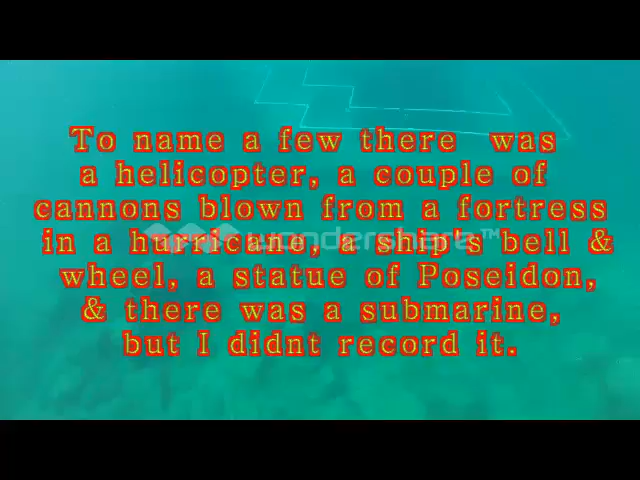 To name a few there was
a helicopter, a couple of
cannons blown from a fortress
in a hurricane, a ship's bell &
wheel, a statue of Poseidon,
& there was a submarine,
but I didnt record it.
wondershare™